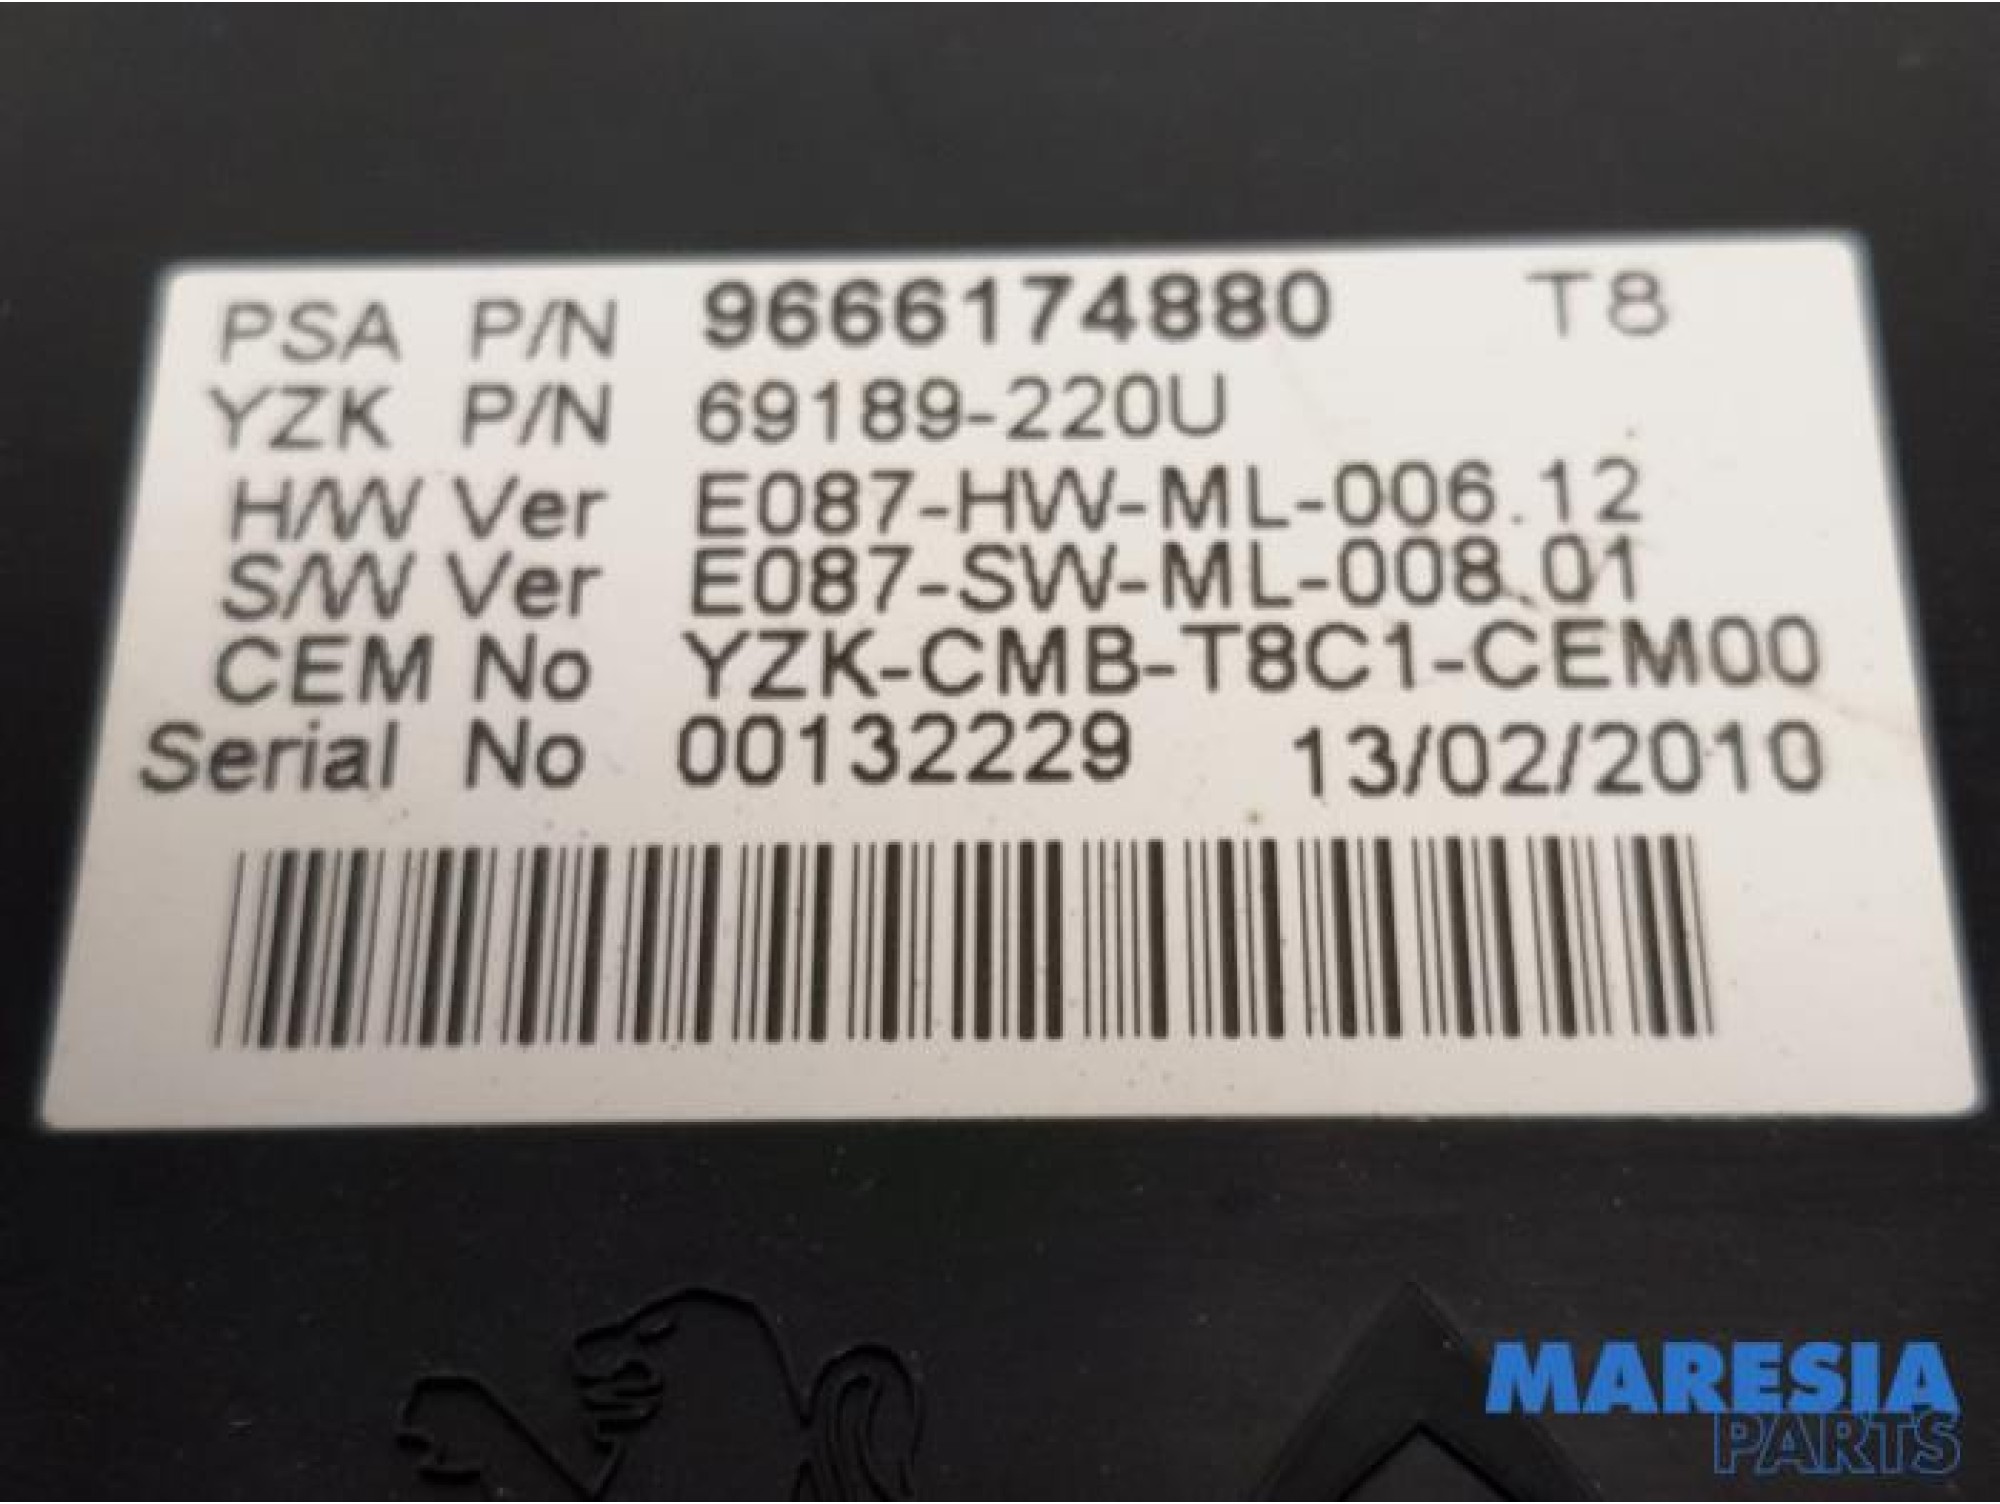 PSA P/N 9666174880 T8
YZK P/N 69189-220U
H/W Ver E087-HW-ML-006.12
S/W Ver E087-SW-ML-008.01
CEM No YZK-CMB-T8C1-CEM00
Serial No 00132229 13/02/2010
MARESIA
PARTS